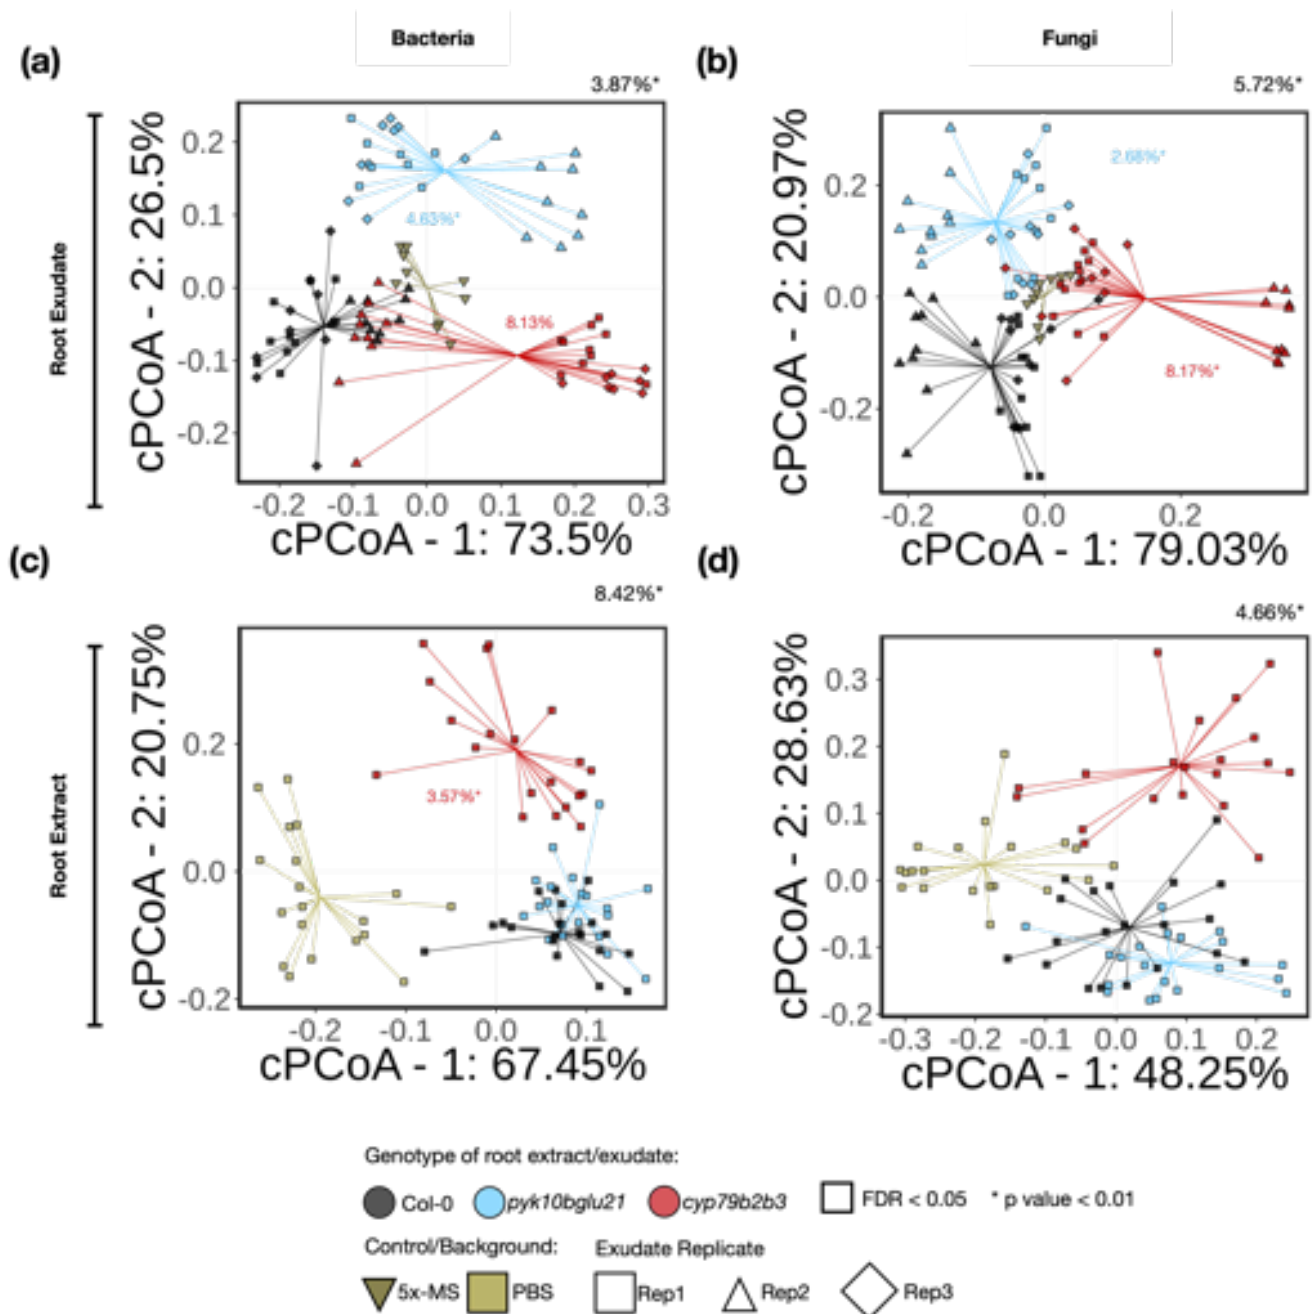 Bacteria
Fungi
(a)
3.87%*
(b)
5.72%*
Root Exudate
cPCoA - 2: 26.5%
0.2
0.1
0.0
-0.1
-0.2
4.63%*
8.13%
-0.2 -0.1 0.0 0.1 0.2 0.3
cPCoA - 1: 73.5%
cPCoA - 2: 20.97%
0.2
0.0
-0.2
2.68%*
8.17%*
-0.2 0.0 0.2
cPCoA - 1: 79.03%
(c)
8.42%*
(d)
4.66%*
Root Extract
cPCoA - 2: 20.75%
0.2
0.0
-0.2
3.57%*
-0.2 -0.1 0.0 0.1
cPCoA - 1: 67.45%
cPCoA - 2: 28.63%
0.3
0.2
0.1
0.0
-0.1
-0.2
-0.3 -0.2 -0.1 0.0 0.1 0.2
cPCoA - 1: 48.25%
Genotype of root extract/exudate:
Col-0 pyk10bglu21 cyp79b2b3 FDR < 0.05 * p value < 0.01
Control/Background: Exudate Replicate
5x-MS PBS Rep1 Rep2 Rep3